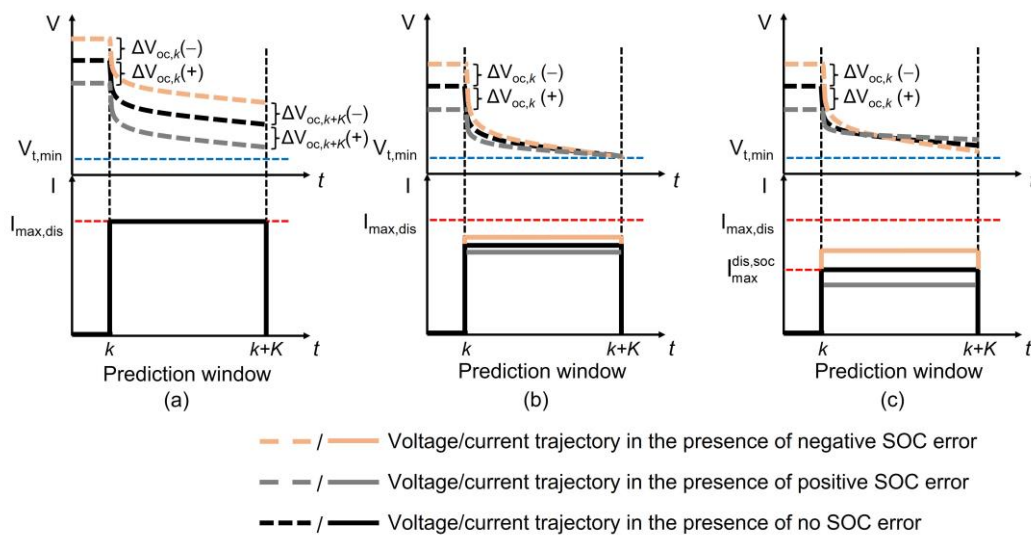 V
ΔV_oc,k(−)
ΔV_oc,k(+)
ΔV_oc,k+K(−)
ΔV_oc,k+K(+)
V_t,min
t
I
I_max,dis
k
k+K
t
Prediction window
(a)
V
ΔV_oc,k (−)
ΔV_oc,k (+)
V_t,min
t
I
I_max,dis
k
k+K
t
Prediction window
(b)
V
ΔV_oc,k (−)
ΔV_oc,k (+)
V_t,min
t
I
I_max,dis
I_max^dis,soc
k
k+K
t
Prediction window
(c)
/ Voltage/current trajectory in the presence of negative SOC error
/ Voltage/current trajectory in the presence of positive SOC error
/ Voltage/current trajectory in the presence of no SOC error